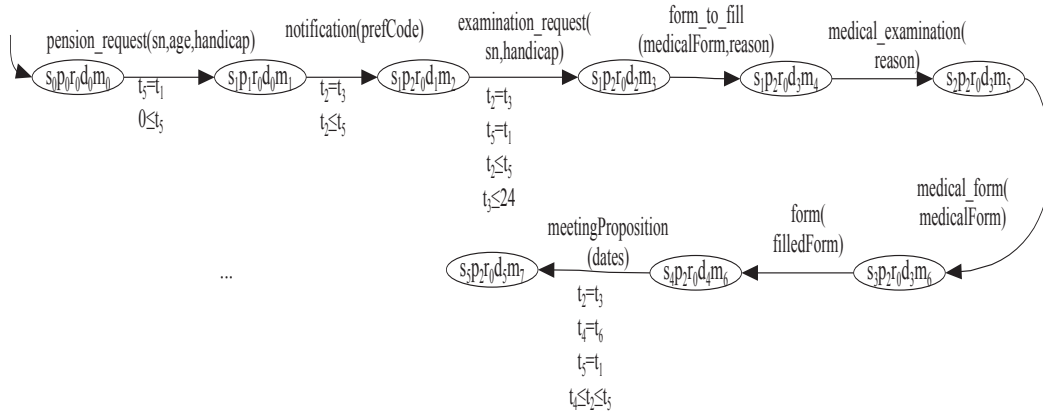 pension_request(sn,age,handicap)
notification(prefCode)
examination_request(
sn,handicap)
form_to_fill
(medicalForm,reason)
medical_examination(
reason)
s₀p₀r₀d₀m₀
s₁p₁r₀d₀m₁
s₁p₂r₀d₁m₂
s₁p₂r₀d₂m₃
s₁p₂r₀d₃m₄
s₂p₂r₀d₃m₅
t₅=t₁
0≤t₅
t₂=t₃
t₂≤t₅
t₂=t₃
t₅=t₁
t₂≤t₅
t₃≤24
medical_form(
medicalForm)
form(
filledForm)
meetingProposition
(dates)
...
s₅p₂r₀d₅m₇
s₄p₂r₀d₄m₆
s₃p₂r₀d₃m₆
t₂=t₃
t₄=t₆
t₅=t₁
t₄≤t₂≤t₅